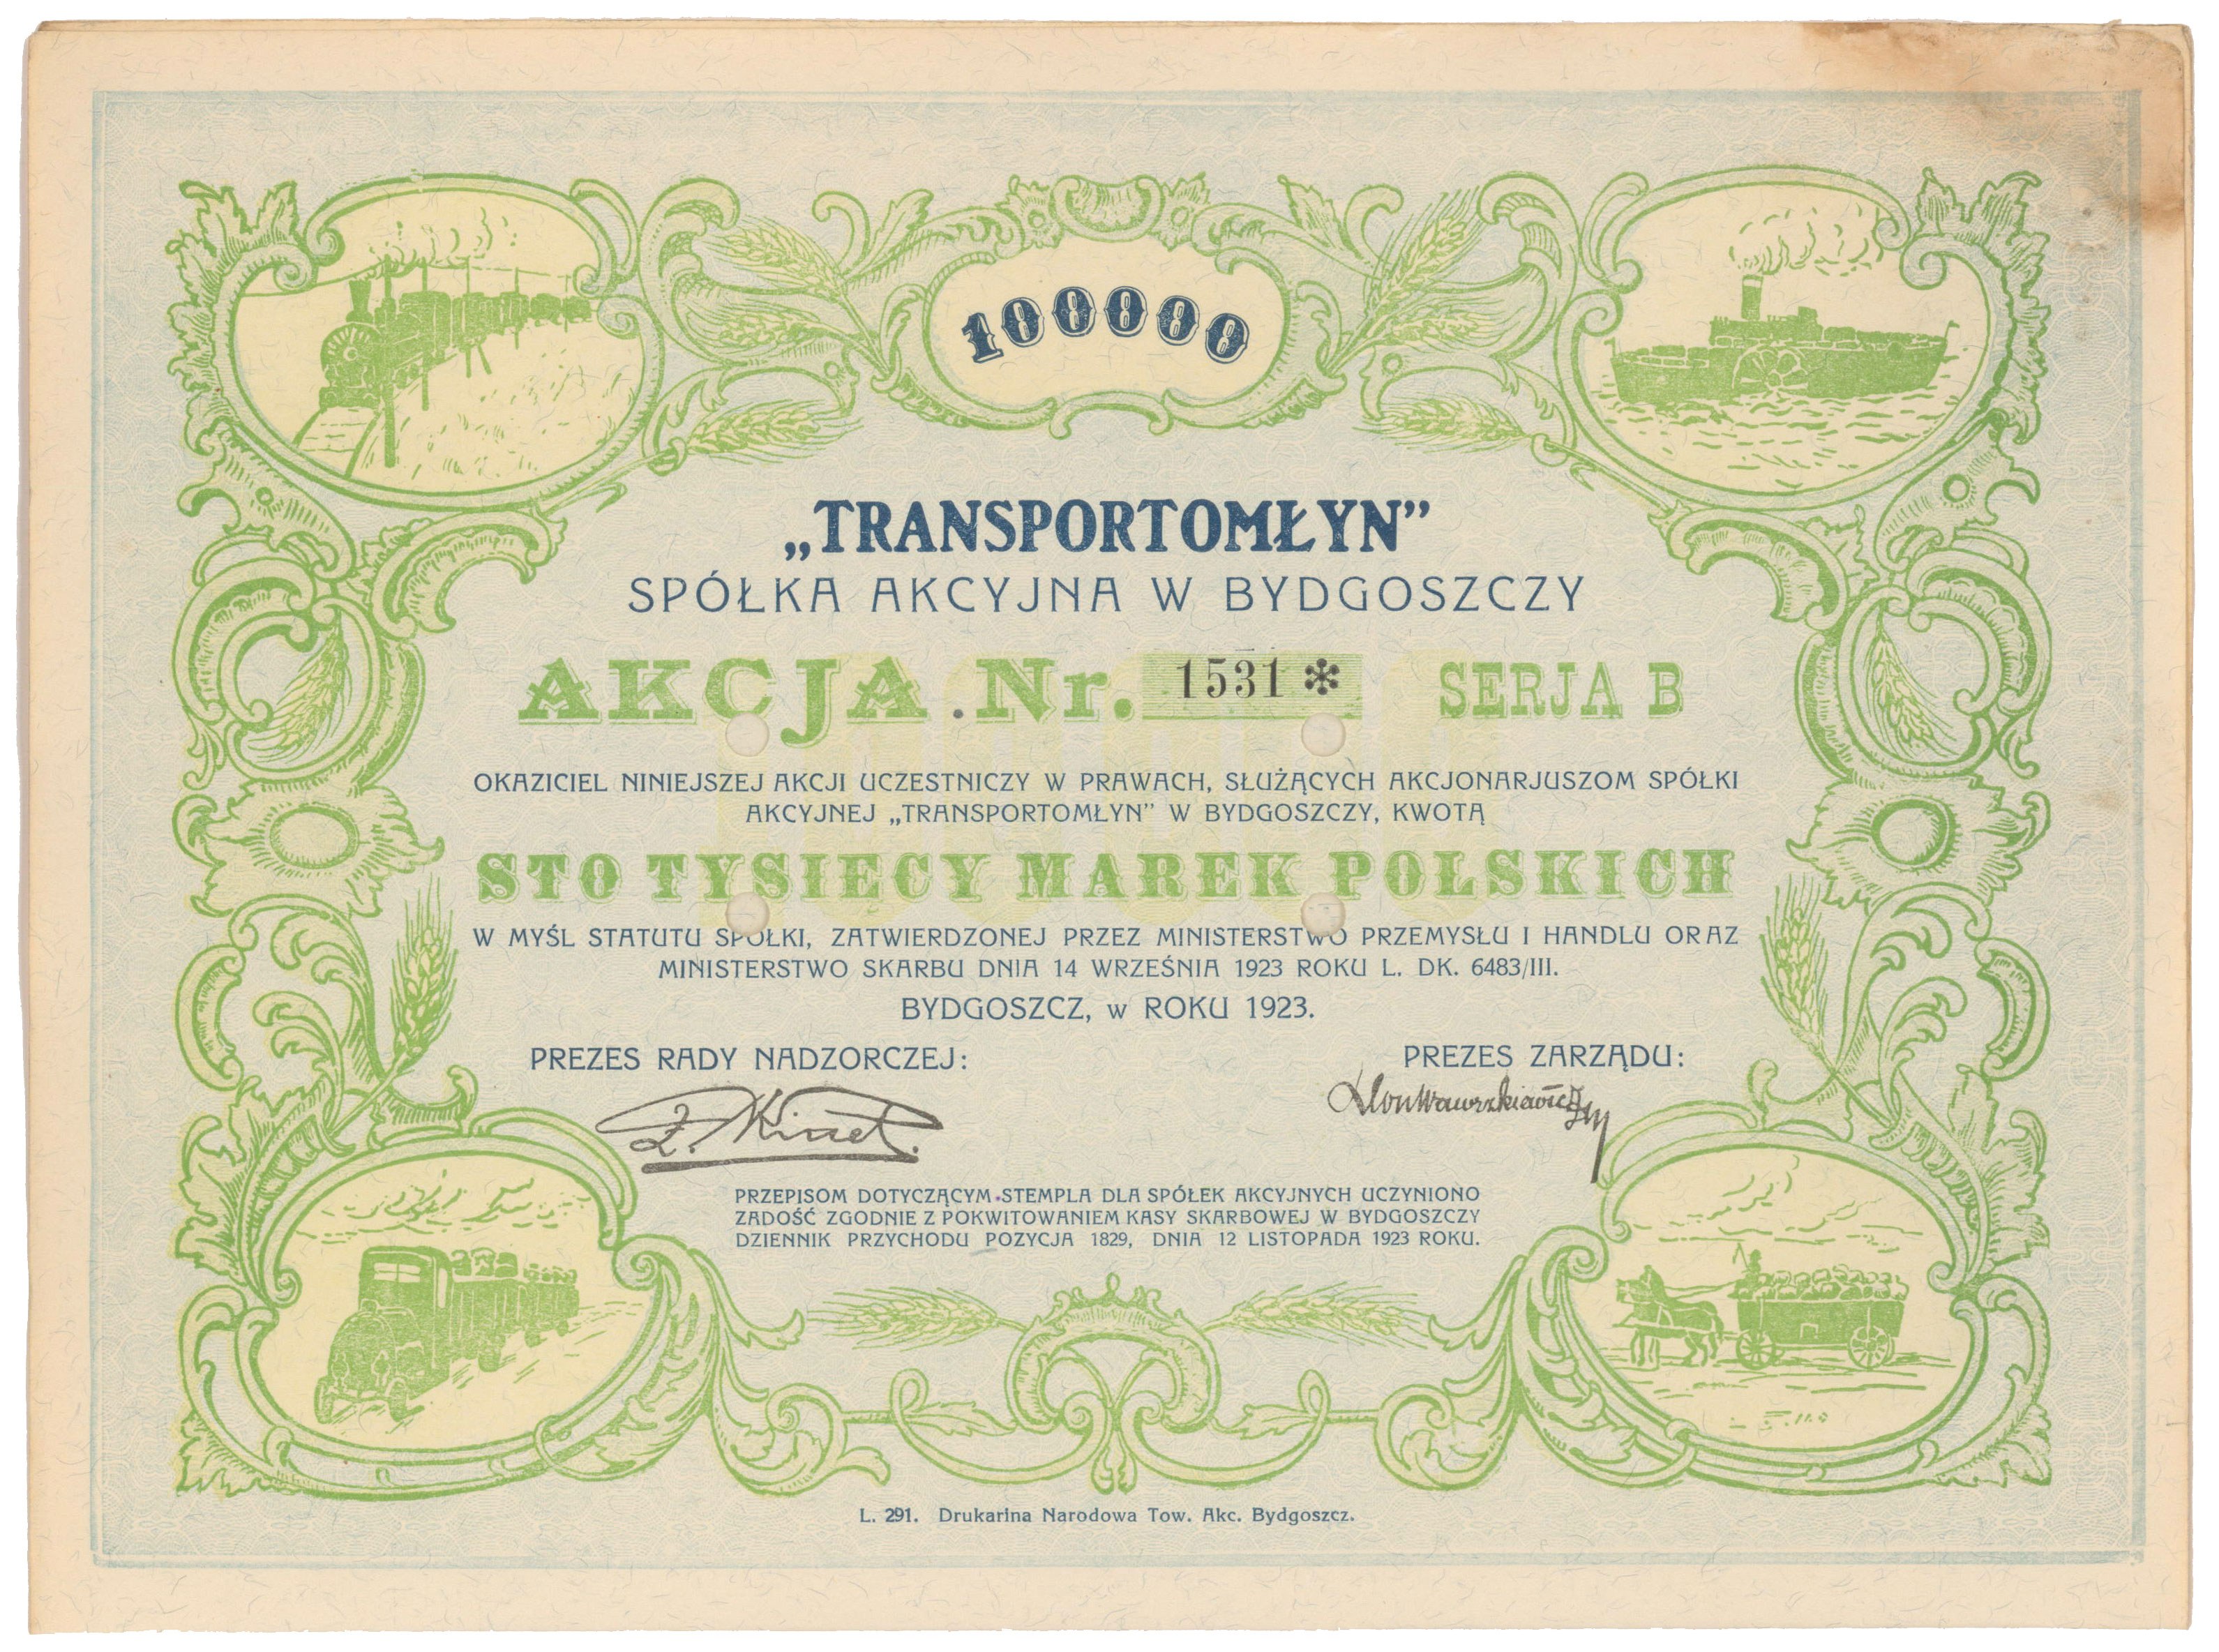 100000
„TRANSPORTOMŁYN”
SPÓŁKA AKCYJNA W BYDGOSZCZY
AKCJA Nr. 1531 * SERJA B
OKAZICIEL NINIEJSZEJ AKCJI UCZESTNICZY W PRAWACH, SŁUŻĄCYCH AKCJONARJUSZOM SPÓŁKI
AKCYJNEJ „TRANSPORTOMŁYN” W BYDGOSZCZY, KWOTĄ
STO TYSIECY MAREK POLSKICH
W MYŚL STATUTU SPÓŁKI, ZATWIERDZONEJ PRZEZ MINISTERSTWO PRZEMYSŁU I HANDLU ORAZ
MINISTERSTWO SKARBU DNIA 14 WRZEŚNIA 1923 ROKU L. DK. 6483/III.
BYDGOSZCZ, w ROKU 1923.
PREZES RADY NADZORCZEJ:
PREZES ZARZĄDU:
PRZEPISOM DOTYCZĄCYM STEMPLA DLA SPÓŁEK AKCYJNYCH UCZYNIONO
ZADOŚĆ ZGODNIE Z POKWITOWANIEM KASY SKARBOWEJ W BYDGOSZCZY
DZIENNIK PRZYCHODU POZYCJA 1829, DNIA 12 LISTOPADA 1923 ROKU.
L. 291. Drukarina Narodowa Tow. Akc. Bydgoszcz.